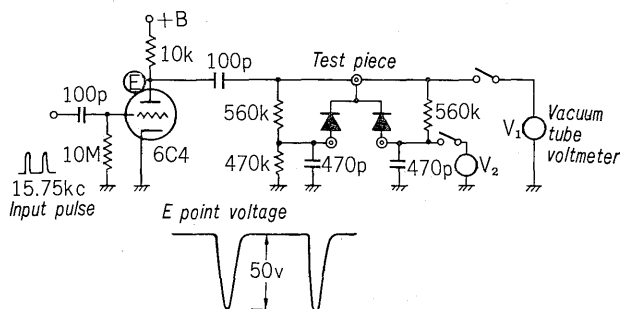 +B
10k
E
100p
Test piece
100p
560k
560k
Vacuum
tube
voltmeter
V₁
10M
6C4
470k
470p
470p
V₂
15.75kc
Input pulse
E point voltage
50v